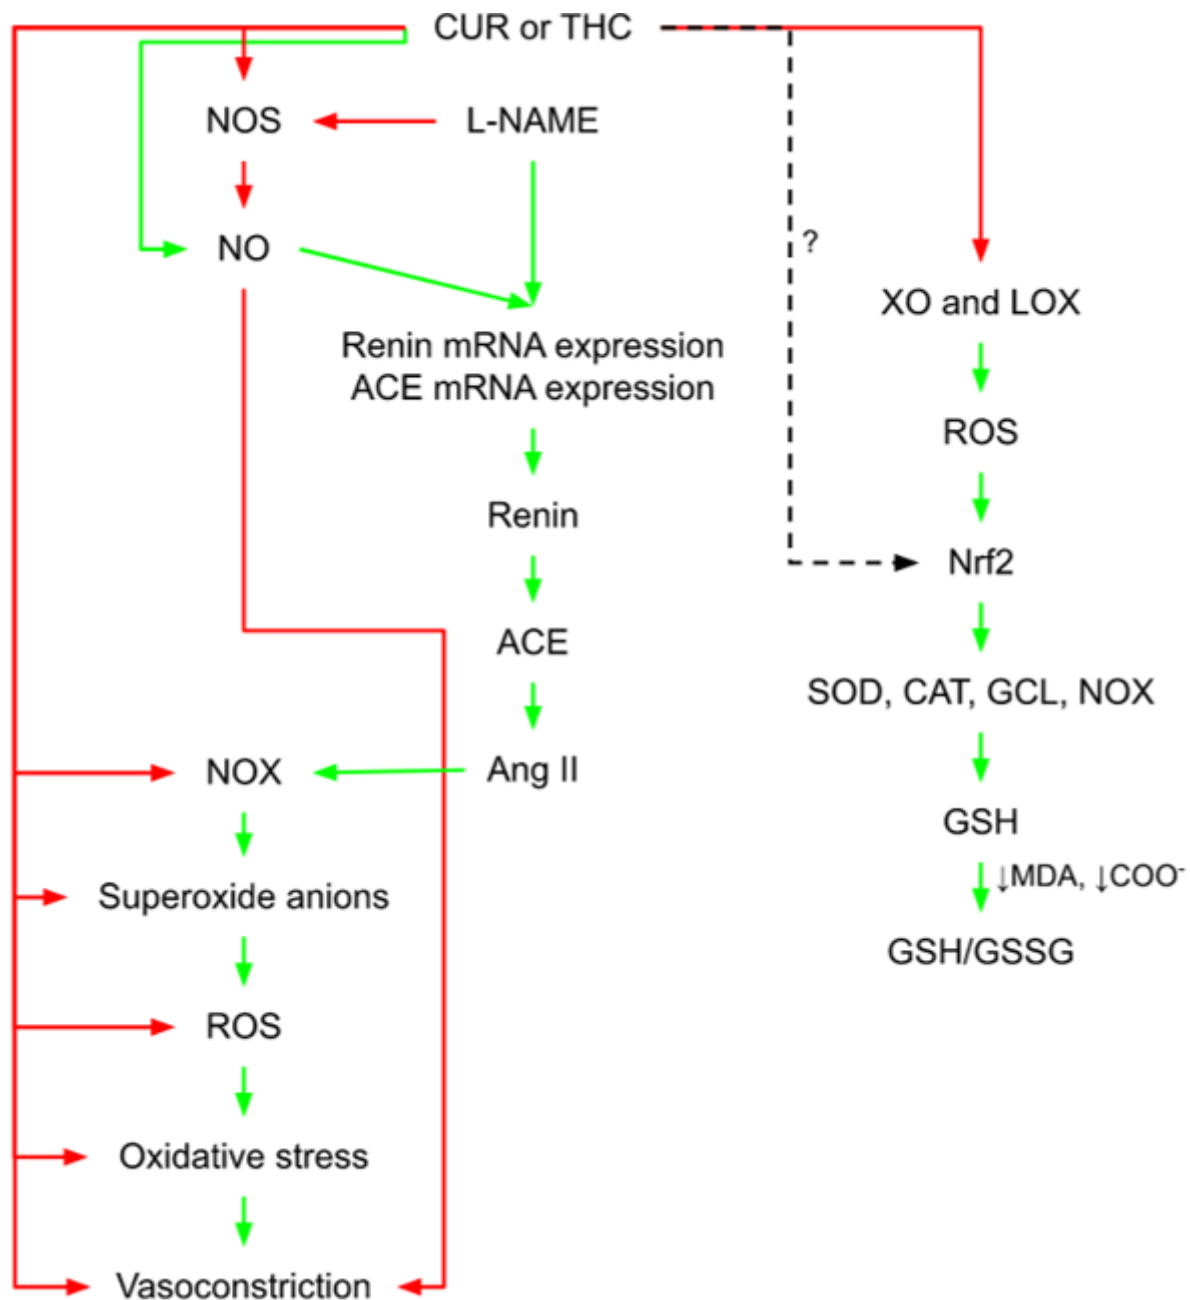 CUR or THC
NOS
L-NAME
NO
?
XO and LOX
Renin mRNA expression
ACE mRNA expression
ROS
Renin
Nrf2
ACE
SOD, CAT, GCL, NOX
NOX
Ang II
GSH
↓MDA, ↓COO⁻
Superoxide anions
GSH/GSSG
ROS
Oxidative stress
Vasoconstriction